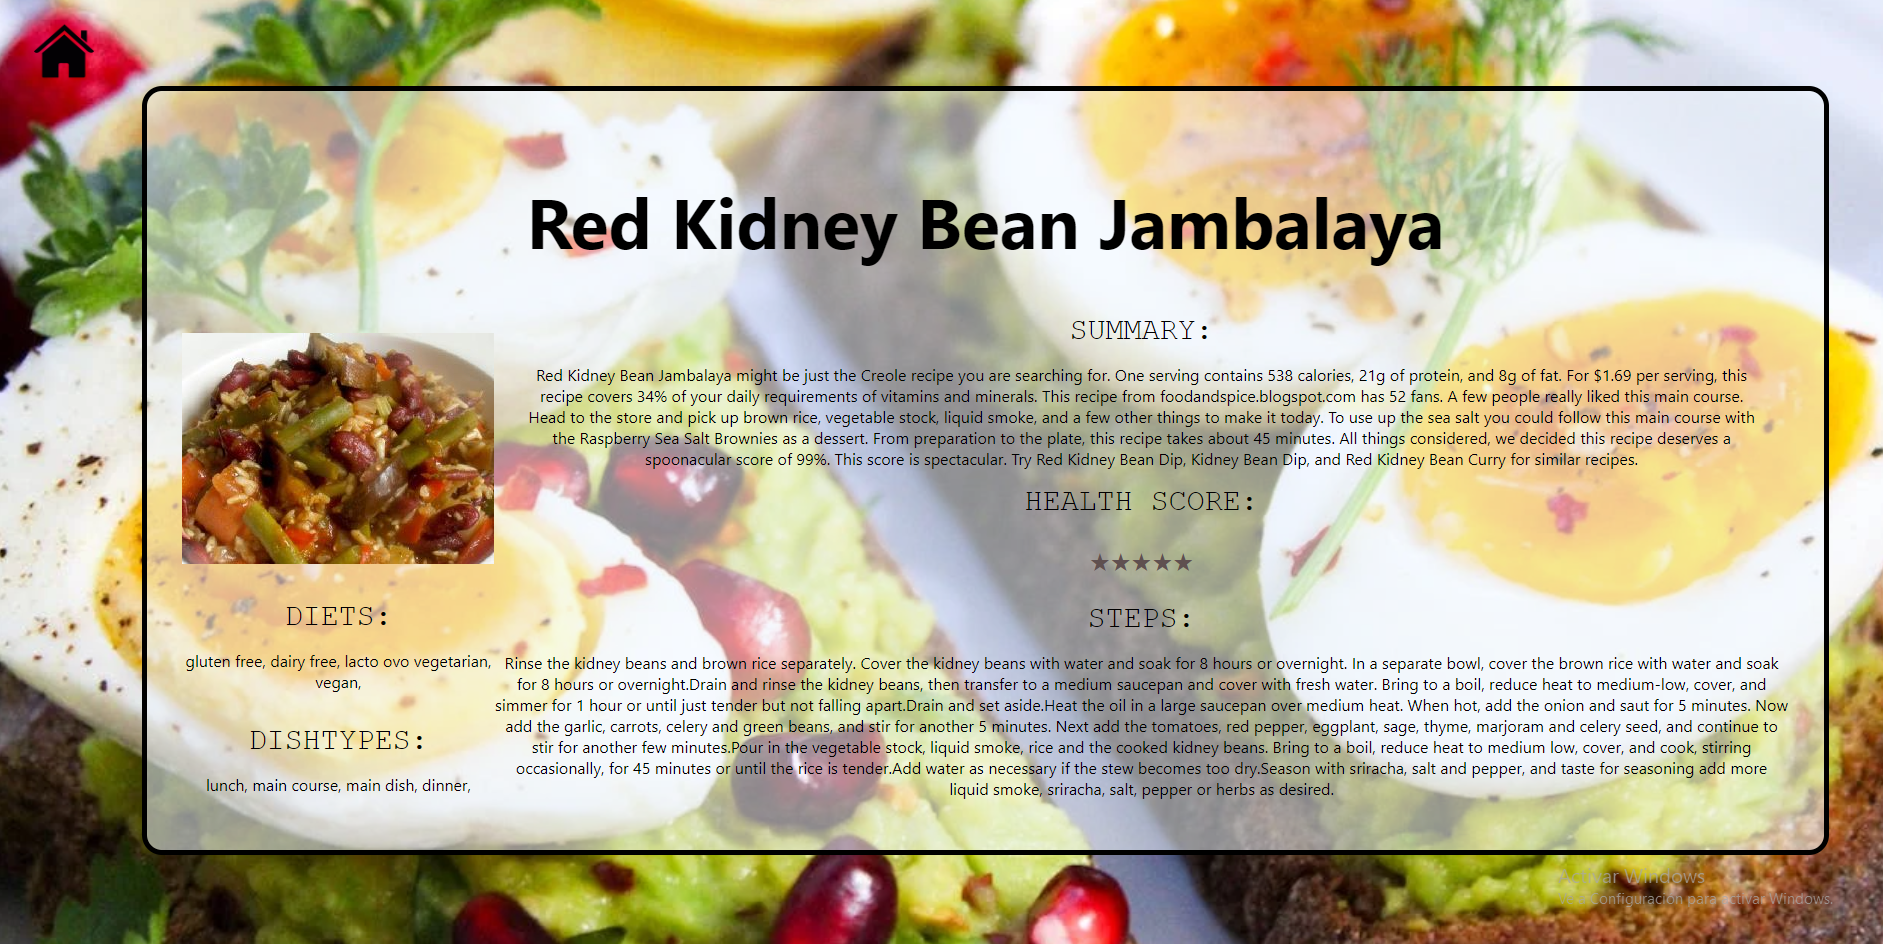 Red Kidney Bean Jambalaya
SUMMARY:
Red Kidney Bean Jambalaya might be just the Creole recipe you are searching for. One serving contains 538 calories, 21g of protein, and 8g of fat. For $1.69 per serving, this
recipe covers 34% of your daily requirements of vitamins and minerals. This recipe from foodandspice.blogspot.com has 52 fans. A few people really liked this main course.
Head to the store and pick up brown rice, vegetable stock, liquid smoke, and a few other things to make it today. To use up the sea salt you could follow this main course with
the Raspberry Sea Salt Brownies as a dessert. From preparation to the plate, this recipe takes about 45 minutes. All things considered, we decided this recipe deserves a
spoonacular score of 99%. This score is spectacular. Try Red Kidney Bean Dip, Kidney Bean Dip, and Red Kidney Bean Curry for similar recipes.
HEALTH SCORE:
★★★★★
DIETS:
gluten free, dairy free, lacto ovo vegetarian,
vegan,
DISHTYPES:
lunch, main course, main dish, dinner,
STEPS:
Rinse the kidney beans and brown rice separately. Cover the kidney beans with water and soak for 8 hours or overnight. In a separate bowl, cover the brown rice with water and soak
for 8 hours or overnight.Drain and rinse the kidney beans, then transfer to a medium saucepan and cover with fresh water. Bring to a boil, reduce heat to medium-low, cover, and
simmer for 1 hour or until just tender but not falling apart.Drain and set aside.Heat the oil in a large saucepan over medium heat. When hot, add the onion and saut for 5 minutes. Now
add the garlic, carrots, celery and green beans, and stir for another 5 minutes. Next add the tomatoes, red pepper, eggplant, sage, thyme, marjoram and celery seed, and continue to
stir for another few minutes.Pour in the vegetable stock, liquid smoke, rice and the cooked kidney beans. Bring to a boil, reduce heat to medium low, cover, and cook, stirring
occasionally, for 45 minutes or until the rice is tender.Add water as necessary if the stew becomes too dry.Season with sriracha, salt and pepper, and taste for seasoning add more
liquid smoke, sriracha, salt, pepper or herbs as desired.
Activar Windows
Configuración para activar Windows.